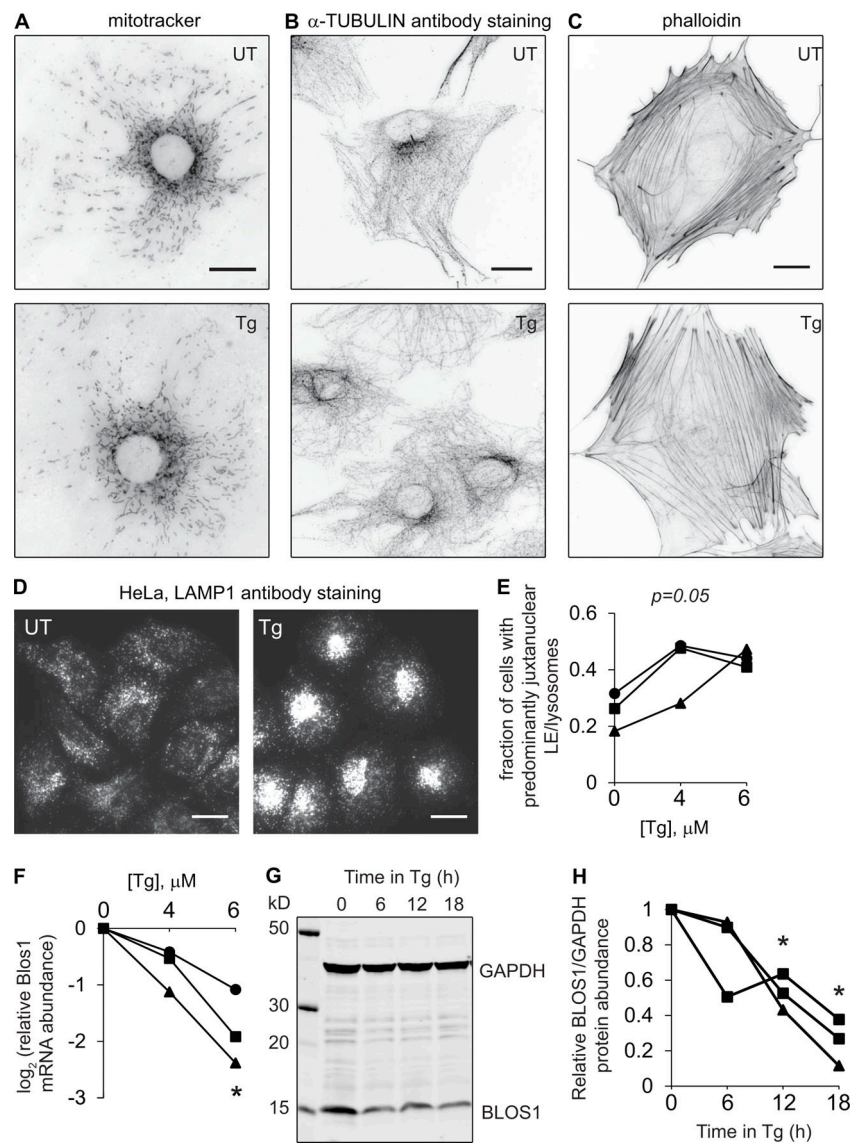 A mitotracker
UT
B α-TUBULIN antibody staining
UT
C phalloidin
UT
Tg
Tg
Tg
D HeLa, LAMP1 antibody staining
UT
Tg
E
p=0.05
fraction of cells with
predominantly juxtanuclear
LE/lysosomes
0.6
0.4
0.2
0
0 4 6
[Tg], μM
F
[Tg], μM
0 4 6
0
-1
-2
-3
log2 (relative Blos1
mRNA abundance)
*
G Time in Tg (h)
kD 0 6 12 18
50
GAPDH
30
20
15
BLOS1
H
Relative BLOS1/GAPDH
protein abundance
1
0.8
0.6
0.4
0.2
0
*
*
0 6 12 18
Time in Tg (h)